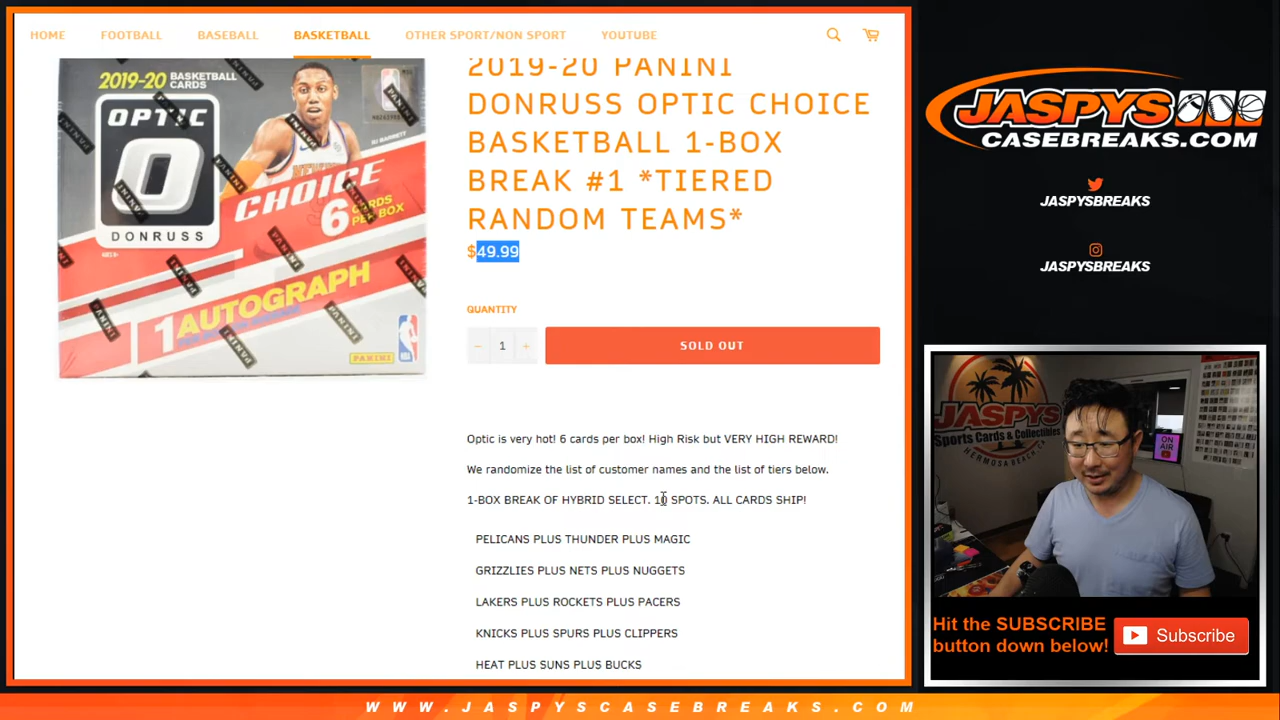 HOME FOOTBALL BASEBALL BASKETBALL OTHER SPORT/NON SPORT YOUTUBE
2019-20 PANINI
DONRUSS OPTIC CHOICE
BASKETBALL 1-BOX
BREAK #1 *TIERED
RANDOM TEAMS*
$49.99
QUANTITY
− 1 +
SOLD OUT
Optic is very hot! 6 cards per box! High Risk but VERY HIGH REWARD!
We randomize the list of customer names and the list of tiers below.
1-BOX BREAK OF HYBRID SELECT. 10 SPOTS. ALL CARDS SHIP!
PELICANS PLUS THUNDER PLUS MAGIC
GRIZZLIES PLUS NETS PLUS NUGGETS
LAKERS PLUS ROCKETS PLUS PACERS
KNICKS PLUS SPURS PLUS CLIPPERS
HEAT PLUS SUNS PLUS BUCKS
2019-20 BASKETBALL CARDS
OPTIC
DONRUSS
CHOICE
6 CARDS PER BOX
RJ BARRETT
1 AUTOGRAPH
PANINI
NBA
JASPYS
CASEBREAKS.COM
JASPYSBREAKS
JASPYSBREAKS
JASPYS
Sports Cards & Collectibles
HERMOSA BEACH
ON AIR
Hit the SUBSCRIBE
button down below!
Subscribe
WWW.JASPYSCASEBREAKS.COM